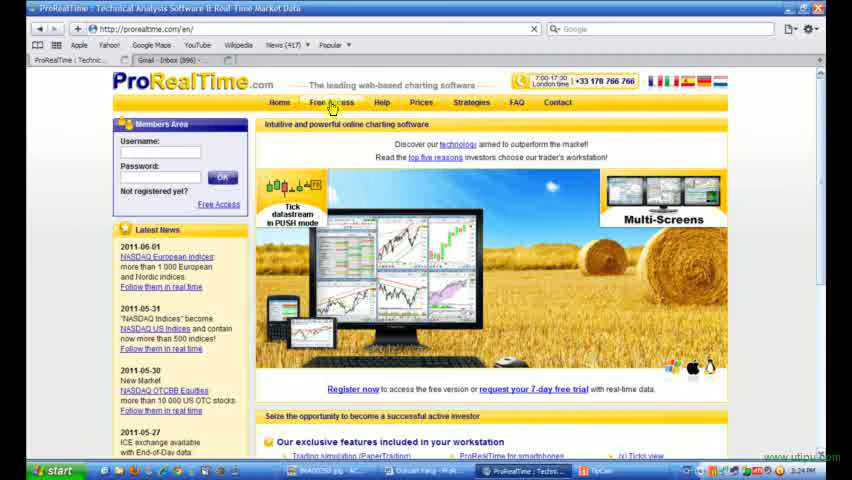 ProRealTime : Technical Analysis Software & Real Time Market Data
http://prorealtime.com/en/
Google
Apple Yahoo! Google Maps YouTube Wikipedia News (417) Popular
ProRealTime : Technic...
Gmail - Inbox (896) - ...
ProRealTime.com
The leading web-based charting software
7:00-17:30
London time
+33 178 766 766
Home Free Access Help Prices Strategies FAQ Contact
Members Area
Username:
Password:
OK
Not registered yet?
Free Access
Latest News
2011-06-01
NASDAQ European indices:
more than 1 000 European
and Nordic indices.
Follow them in real time
2011-05-31
"NASDAQ Indices" become
NASDAQ US Indices and contain
now more than 500 indices.
Follow them in real time
2011-05-30
New Market
NASDAQ OTCBB Equities:
more than 10 000 US OTC stocks.
Follow them in real time
2011-05-27
ICE exchange available
with End-of-Day data:
Intuitive and powerful online charting software
Discover our technology aimed to outperform the market!
Read the top five reasons investors choose our trader's workstation!
Tick
datastream
in PUSH mode
Multi-Screens
Register now to access the free version or request your 7-day free trial with real-time data.
Seize the opportunity to become a successful active investor
Our exclusive features included in your workstation
Trading simulation (PaperTrading)
ProRealTime for smartphones
(x) Ticks view
start
ProRealTime : Techni...
TipCam
3:24 PM
www.utipu.com